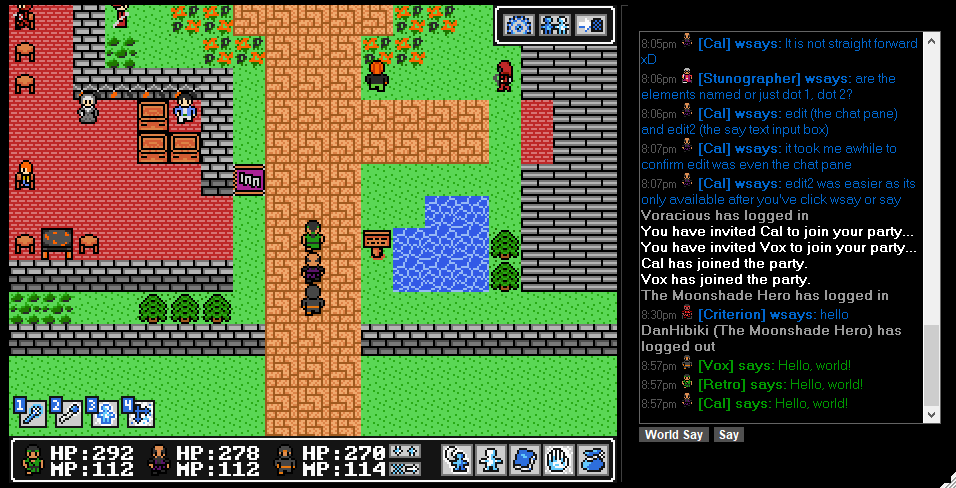 8:05pm [Cal] wsays: It is not straight forward
xD
8:06pm [Stunographer] wsays: are the
elements named or just dot 1, dot 2?
8:06pm [Cal] wsays: edit (the chat pane)
and edit2 (the say text input box)
8:07pm [Cal] wsays: it took me awhile to
confirm edit was even the chat pane
8:07pm [Cal] wsays: edit2 was easier as its
only available after you've click wsay or say
Voracious has logged in
You have invited Cal to join your party...
You have invited Vox to join your party...
Cal has joined the party.
Vox has joined the party.
The Moonshade Hero has logged in
8:30pm [Criterion] wsays: hello
DanHibiki (The Moonshade Hero) has
logged out
8:57pm [Vox] says: Hello, world!
8:57pm [Retro] says: Hello, world!
8:57pm [Cal] says: Hello, world!
World Say Say
Inn
1 2 3 4
HP:292 HP:278 HP:270
MP:112 MP:112 MP:114